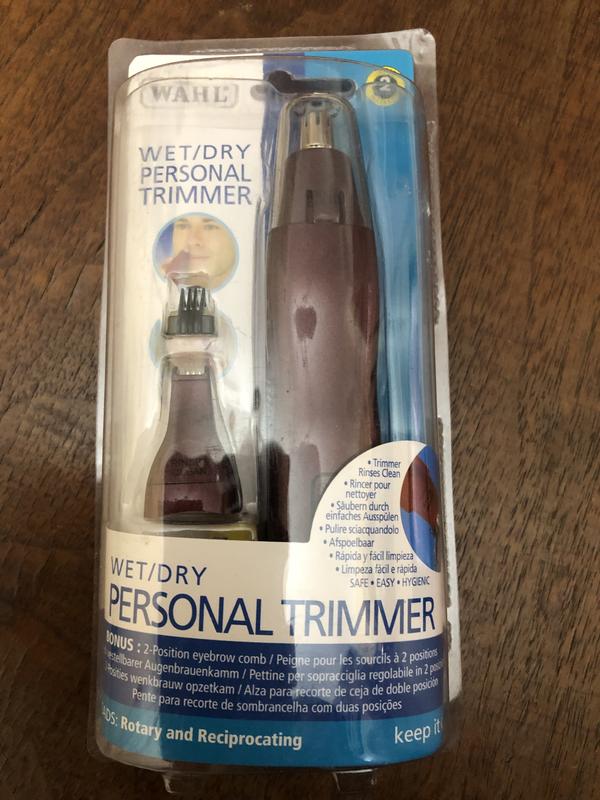 WAHL
2
WET/DRY
PERSONAL
TRIMMER
• Trimmer
Rinses Clean
• Rincer pour
nettoyer
• Säubern durch
einfaches Ausspülen
• Pulire sciacquandolo
• Afspoelbaar
• Rápida y fácil limpieza
• Limpeza fácil e rápida
SAFE • EASY • HYGIENIC
WET/DRY
PERSONAL TRIMMER
BONUS : 2-Position eyebrow comb / Peigne pour les sourcils à 2 positions
Augenbrauenkamm / Pettine per sopracciglia regolabile in 2
wenkbrauw opzetkam / Alza para recorte de ceja de doble posición
Pente para recorte de sombrancelha com duas posições
ADS: Rotary and Reciprocating
keep it